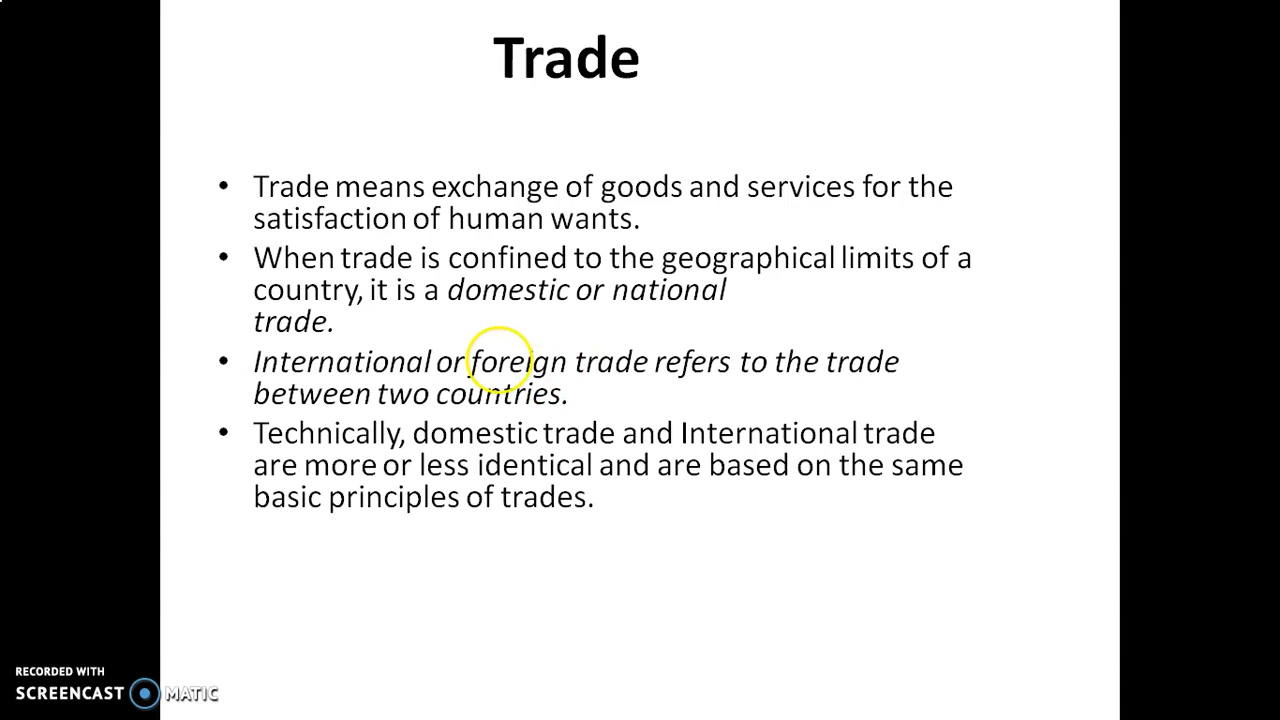 Trade
• Trade means exchange of goods and services for the
satisfaction of human wants.
• When trade is confined to the geographical limits of a
country, it is a domestic or national
trade.
• International or foreign trade refers to the trade
between two countries.
• Technically, domestic trade and International trade
are more or less identical and are based on the same
basic principles of trades.
RECORDED WITH
SCREENCAST MATIC